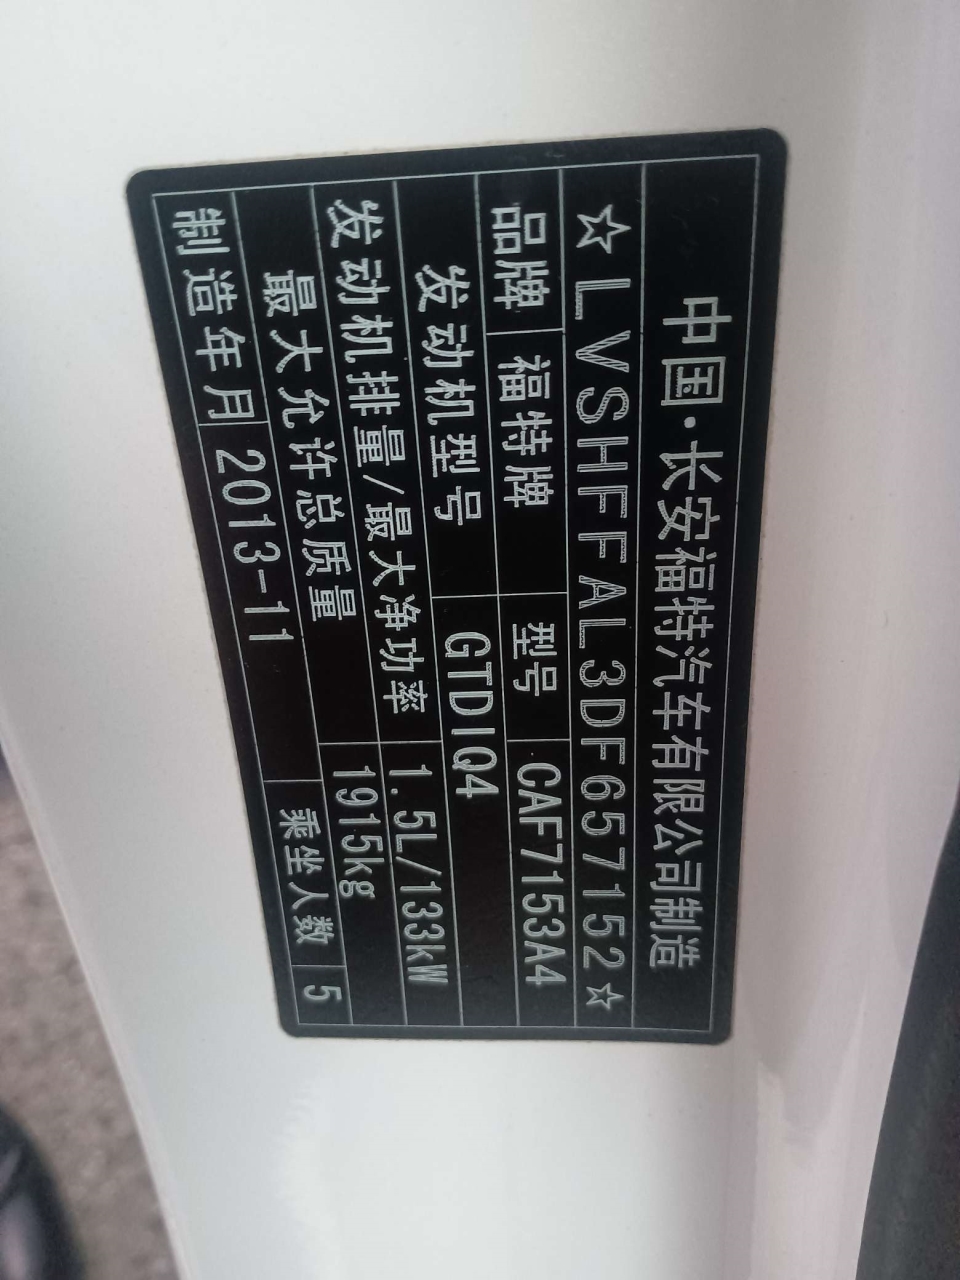 中国·长安福特汽车有限公司制造
☆LVSHFFAL3DF657152☆
品牌 福特牌 型号 CAF7153A4
发动机型号 GTDIQ4
发动机排量/最大净功率 1.5L/133kW
最大允许总质量 1915kg
制造年月 2013-11 乘坐人数 5